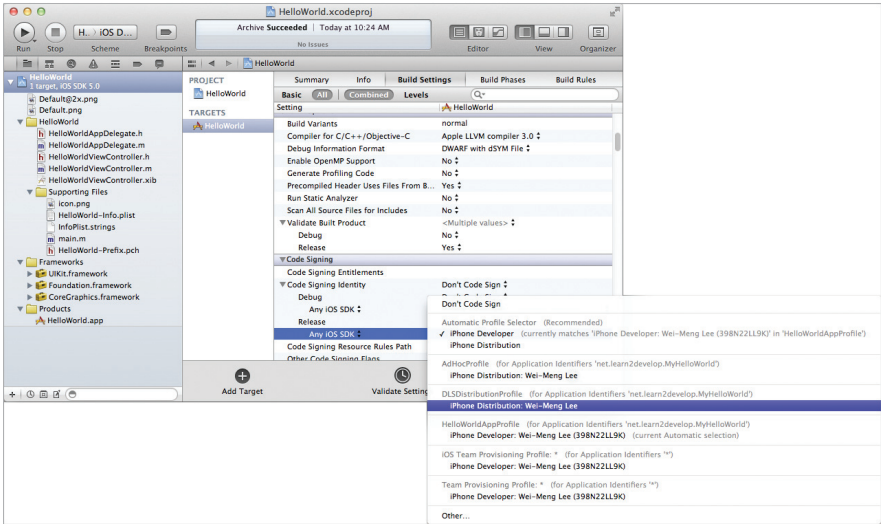 HelloWorld.xcodeproj
H... iOS D...
Archive Succeeded | Today at 10:24 AM
No Issues
Run Stop Scheme Breakpoints Editor View Organizer
HelloWorld
HelloWorld
1 target, iOS SDK 5.0
Default@2x.png
Default.png
HelloWorld
HelloWorldAppDelegate.h
HelloWorldAppDelegate.m
HelloWorldViewController.h
HelloWorldViewController.m
HelloWorldViewController.xib
Supporting Files
icon.png
HelloWorld-Info.plist
InfoPlist.strings
main.m
HelloWorld-Prefix.pch
Frameworks
UIKit.framework
Foundation.framework
CoreGraphics.framework
Products
HelloWorld.app
PROJECT
HelloWorld
TARGETS
HelloWorld
Summary Info Build Settings Build Phases Build Rules
Basic All Combined Levels
Setting HelloWorld
Build Variants normal
Compiler for C/C++/Objective-C Apple LLVM compiler 3.0
Debug Information Format DWARF with dSYM File
Enable OpenMP Support No
Generate Profiling Code No
Precompiled Header Uses Files From B... Yes
Run Static Analyzer No
Scan All Source Files for Includes No
Validate Built Product <Multiple values>
Debug No
Release Yes
Code Signing
Code Signing Entitlements
Code Signing Identity Don't Code Sign
Debug
Any iOS SDK
Release
Any iOS SDK
Code Signing Resource Rules Path
Other Code Signing Flags
Add Target Validate Setting
Don't Code Sign
Automatic Profile Selector (Recommended)
iPhone Developer (currently matches 'iPhone Developer: Wei-Meng Lee (398N22LL9K)' in 'HelloWorldAppProfile')
iPhone Distribution
AdHocProfile (for Application Identifiers 'net.learn2develop.MyHelloWorld')
iPhone Distribution: Wei-Meng Lee
DLSDistributionProfile (for Application Identifiers 'net.learn2develop.MyHelloWorld')
iPhone Distribution: Wei-Meng Lee
HelloWorldAppProfile (for Application Identifiers 'net.learn2develop.MyHelloWorld')
iPhone Developer: Wei-Meng Lee (398N22LL9K) (current Automatic selection)
iOS Team Provisioning Profile: * (for Application Identifiers '*')
iPhone Developer: Wei-Meng Lee (398N22LL9K)
Team Provisioning Profile: * (for Application Identifiers '*')
iPhone Developer: Wei-Meng Lee (398N22LL9K)
Other...